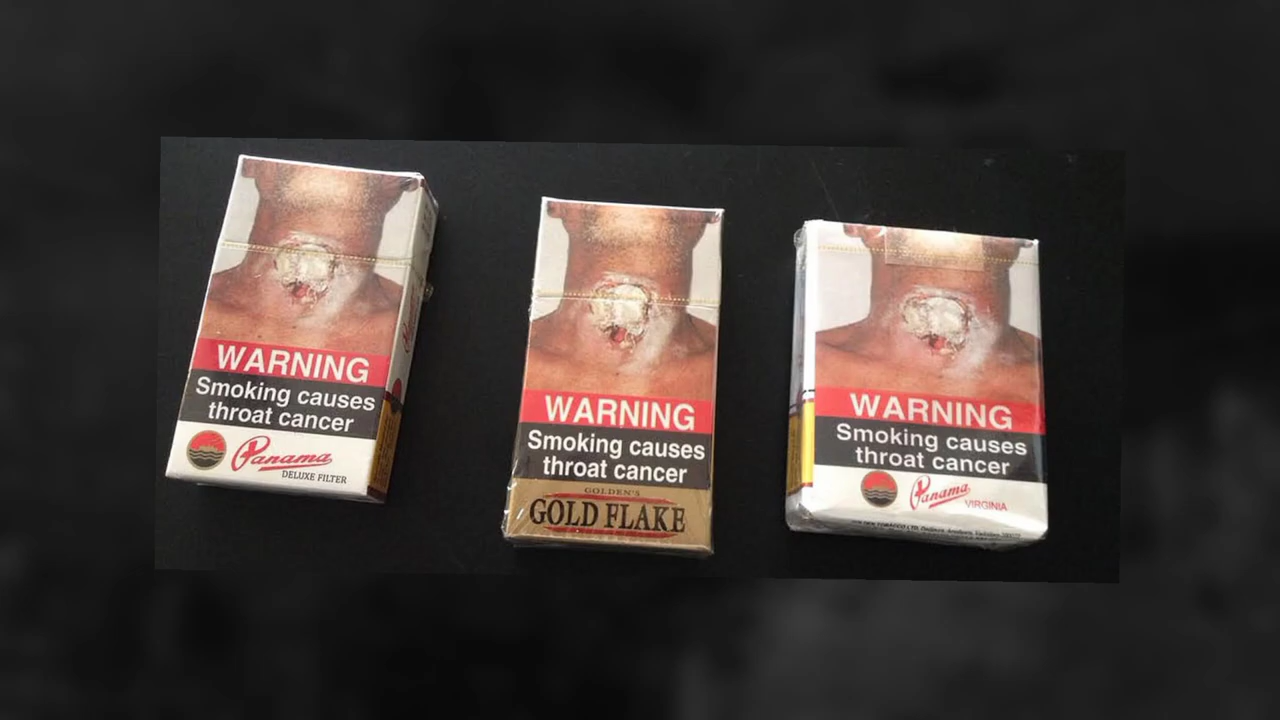 WARNING
Smoking causes
throat cancer
Panama
DELUXE FILTER
WARNING
Smoking causes
throat cancer
GOLDEN'S
GOLD FLAKE
WARNING
Smoking causes
throat cancer
Panama
VIRGINIA